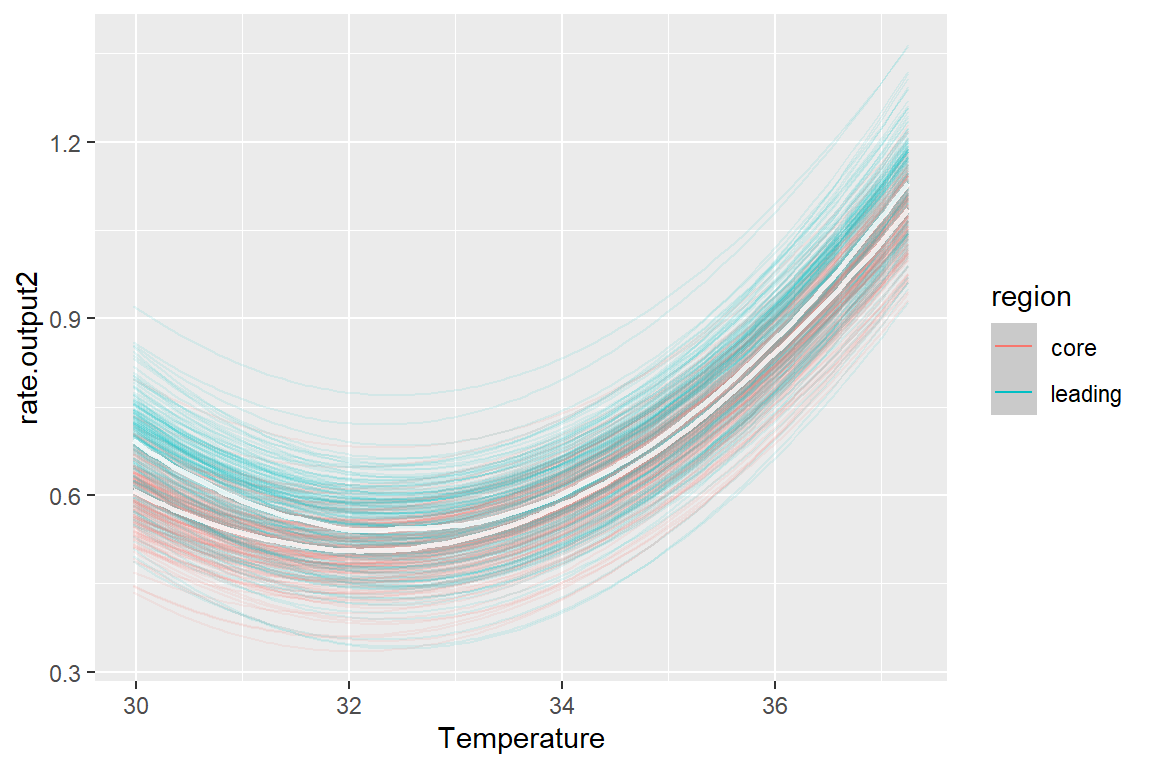 1.2
0.9
0.6
0.3
rate.output2
30
32
34
36
Temperature
region
core
leading